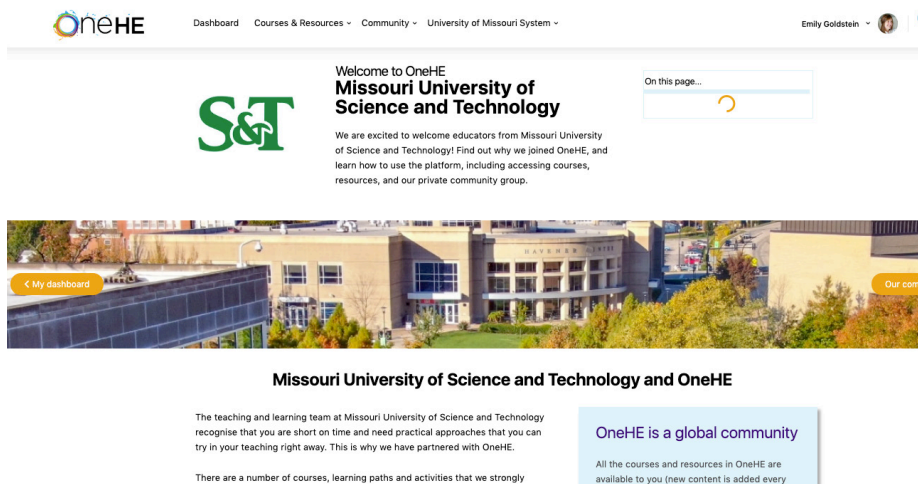 OneHE
Dashboard Courses & Resources Community University of Missouri System
Emily Goldstein
S&T
Welcome to OneHE
Missouri University of
Science and Technology
We are excited to welcome educators from Missouri University
of Science and Technology! Find out why we joined OneHE, and
learn how to use the platform, including accessing courses,
resources, and our private community group.
On this page...
HAVENER CENTER
< My dashboard
Our com
Missouri University of Science and Technology and OneHE
The teaching and learning team at Missouri University of Science and Technology
recognise that you are short on time and need practical approaches that you can
try in your teaching right away. This is why we have partnered with OneHE.
There are a number of courses, learning paths and activities that we strongly
OneHE is a global community
All the courses and resources in OneHE are
available to you (new content is added every